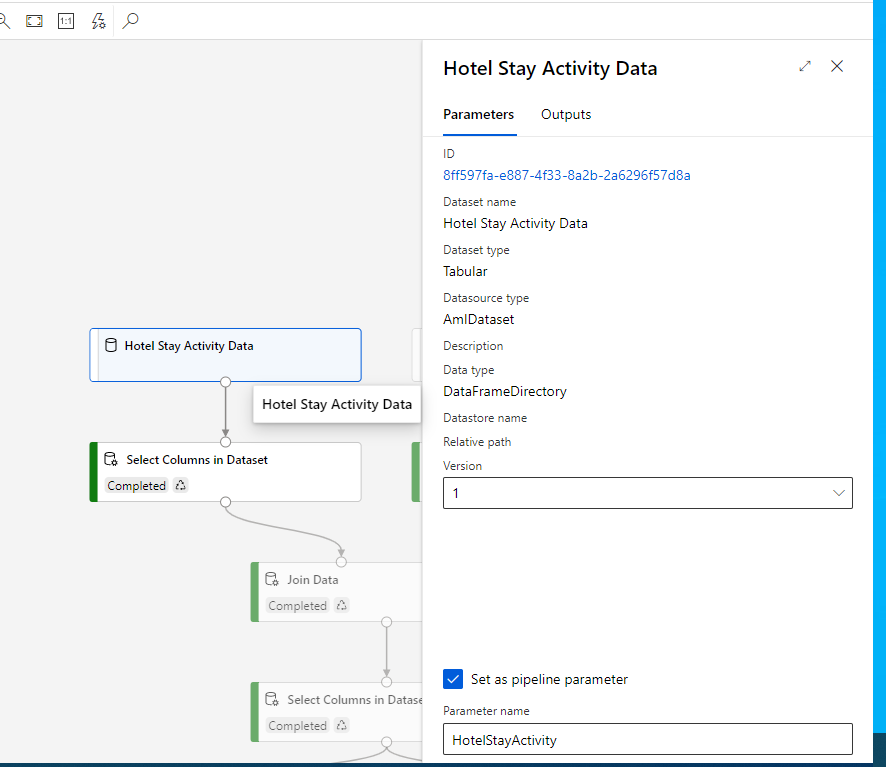 1:1
Hotel Stay Activity Data
Parameters
Outputs
ID
8ff597fa-e887-4f33-8a2b-2a6296f57d8a
Dataset name
Hotel Stay Activity Data
Dataset type
Tabular
Datasource type
AmlDataset
Description
Data type
DataFrameDirectory
Datastore name
Relative path
Version
1
Set as pipeline parameter
Parameter name
HotelStayActivity
Hotel Stay Activity Data
Hotel Stay Activity Data
Select Columns in Dataset
Completed
Join Data
Completed
Select Columns in Datase
Completed